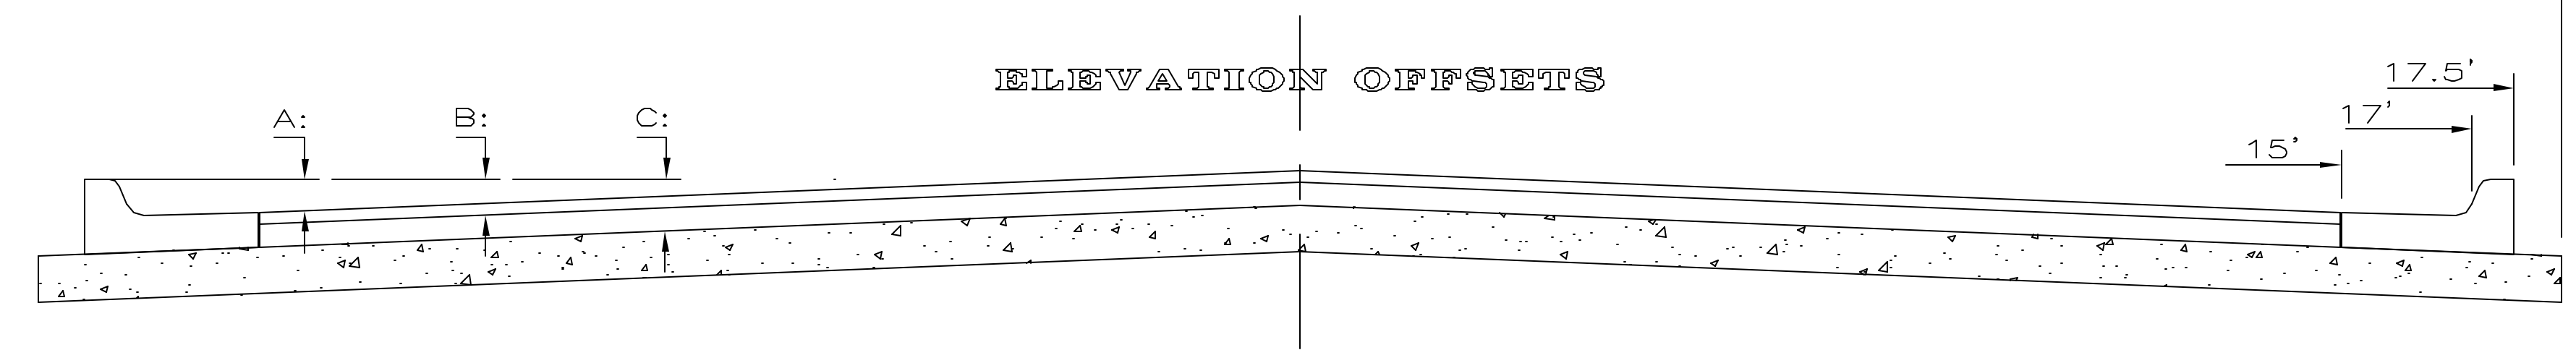 ELEVATION OFFSETS
17.5'
17'
A:
B:
C:
15'